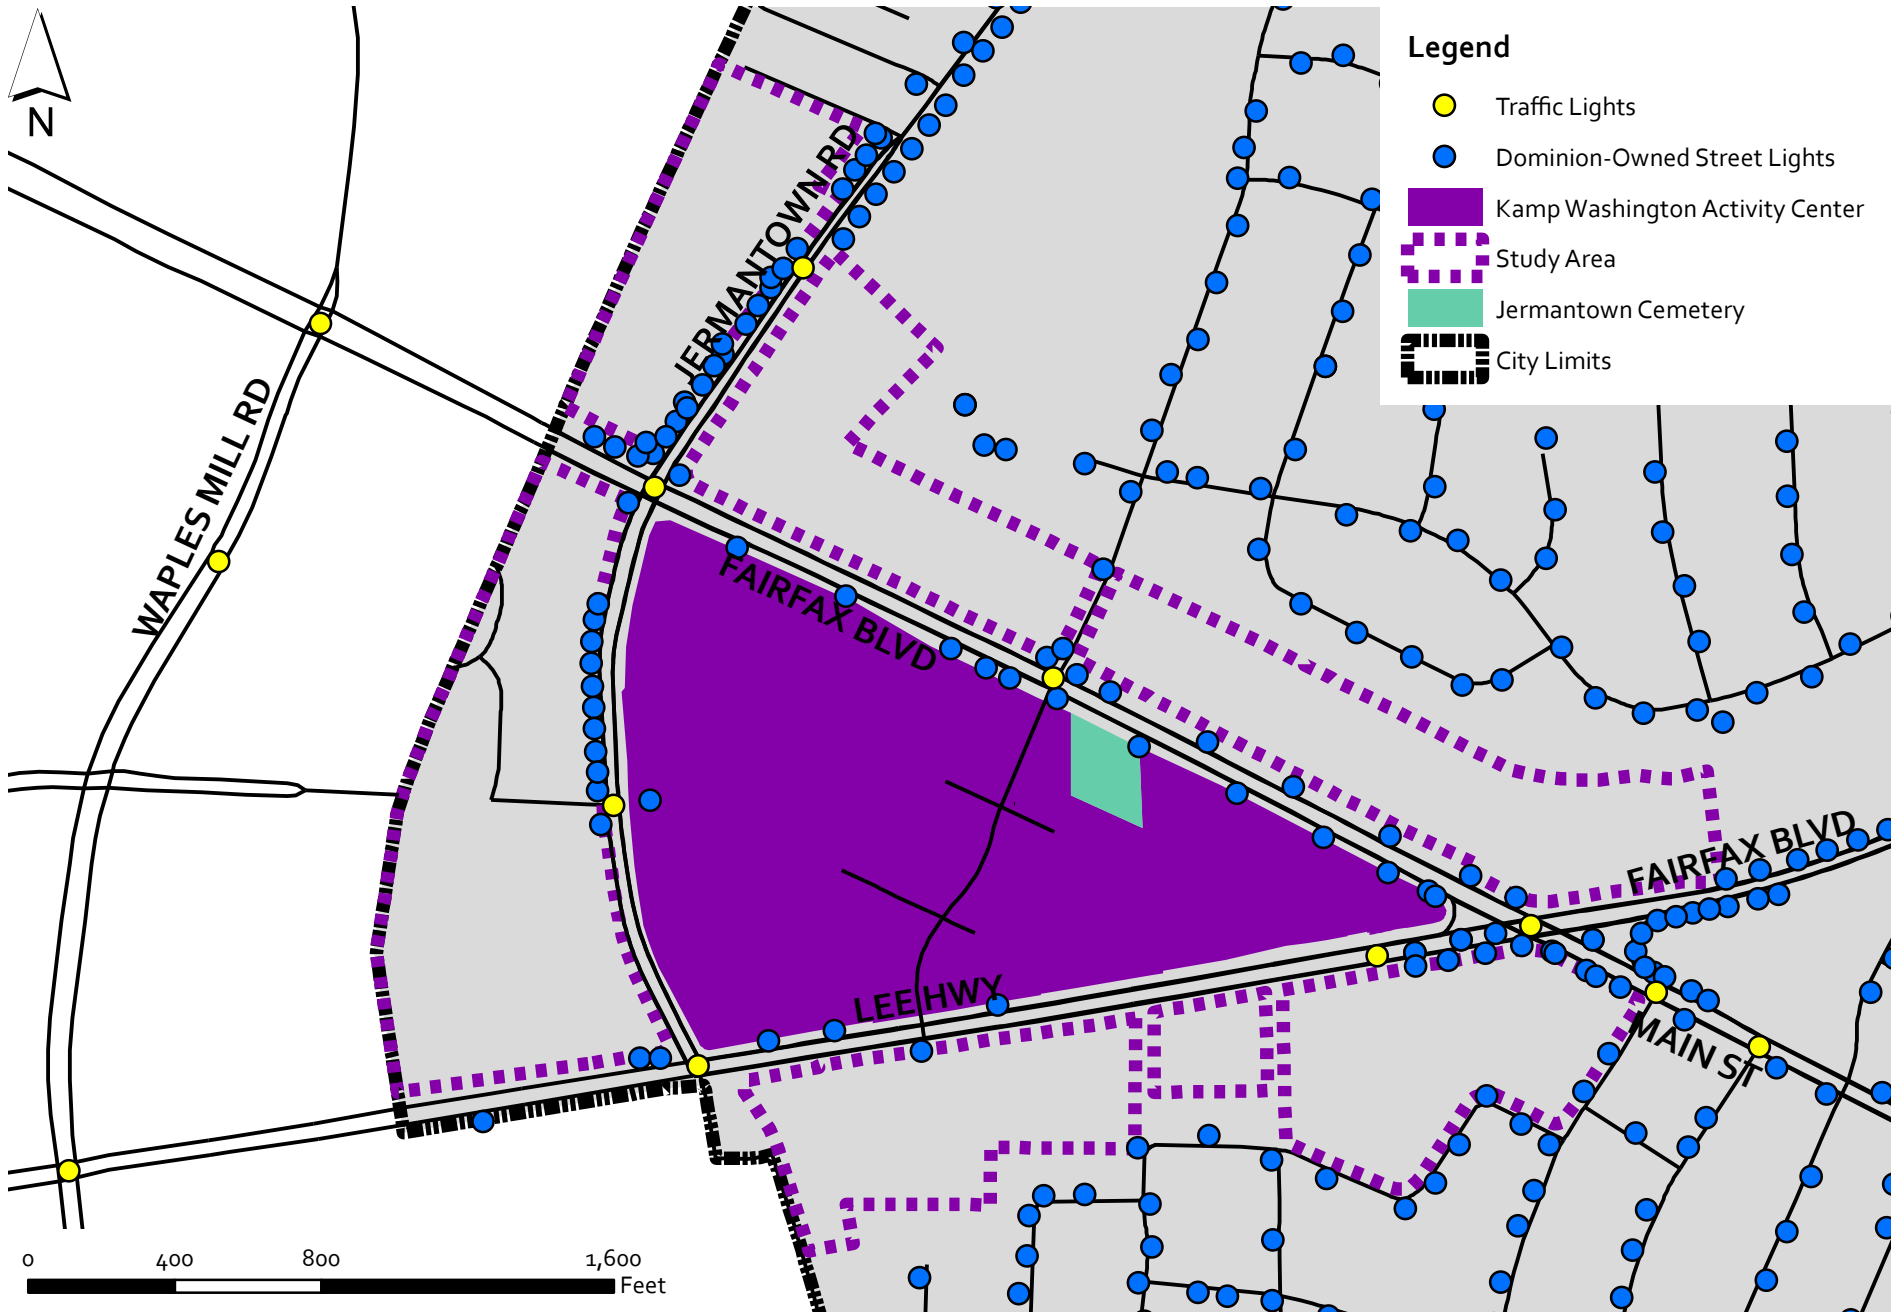 N
Legend
Traffic Lights
Dominion-Owned Street Lights
Kamp Washington Activity Center
Study Area
Jermantown Cemetery
City Limits
JERMANTOWN RD
WAPLES MILL RD
FAIRFAX BLVD
FAIRFAX BLVD
LEE HWY
MAIN ST
0 400 800 1,600
Feet